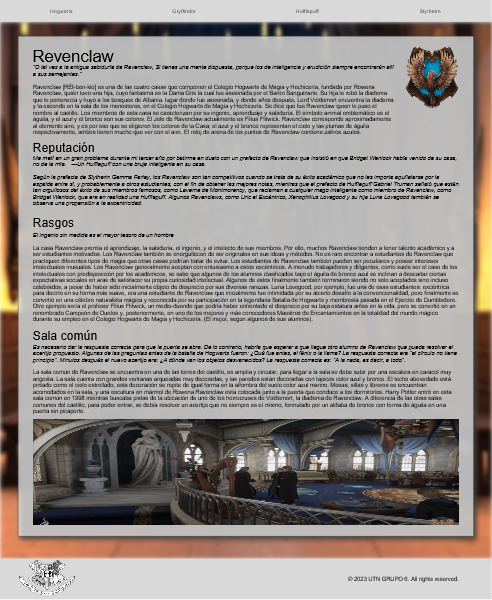 Hogwarts
Gryffindor
Hufflepuff
Slytherin
Revenclaw
"O tal vez a la antigua sabiduría de Ravenclaw, Si tienes una mente dispuesta, porque los de inteligencia y erudición siempre encontrarán allí
a sus semejantes."
Ravenclaw es una de las cuatro casas que componen el Colegio Hogwarts de Magia y Hechicería, fundada por Rowena
Ravenclaw, quién tuvo una hija, cuyo fantasma es la Dama Gris la cual fue asesinada por el Barón Sanguinario. Su hija le robó la diadema
que le pertenecía y huyó a los bosques de Albania, lugar donde fue asesinada, y donde años después, Lord Voldemort encuentra la diadema
y la esconde en la sala de los menesteres, en el Colegio Hogwarts de Magia y Hechicería. Se dice que fue Ravenclaw quien le puso el
nombre al castillo. Los miembros de esta casa se caracterizan por su ingenio, aprendizaje y sabiduría. El símbolo animal emblemático es el
águila, y el azul y el bronce son sus colores. El Jefe de Ravenclaw actualmente es Filius Flitwick. Ravenclaw corresponde aproximadamente
al elemento aire, y es por eso que se eligieron los colores de la Casa; el azul y el bronce representan el cielo y las plumas de águila
respectivamente, ambos tienen mucho que ver con el aire. El reloj de arena de los puntos de Ravenclaw contiene zafiros azules.
Reputación
Me metí en un gran problema durante mi tercer año por batirme en duelo con un prefecto de Ravenclaw que insistió en que Bridget Wenlock había venido de su casa,
no de la mía. —Un Hufflepuff con una bruja inteligente en su casa.
Según la prefecta de Slytherin Gemma Farley, los Ravenclaw son tan competitivos cuando se trata de su éxito académico que no les importa apuñalarse por la
espalda entre sí, y probablemente a otros estudiantes, con el fin de obtener las mejores notas, mientras que el prefecto de Hufflepuff Gabriel Truman señaló que están
tan orgullosos del éxito de sus miembros famosos, como Laverne de Montmorency, que reclamen a cualquier mago inteligente como miembro de Ravenclaw, como
Bridget Wenlock, que era en realidad una Hufflepuff. Algunos Ravenclaws, como Uric el Excéntrico, Xenophilius Lovegood y su hija Luna Lovegood también se
observa una propensión a la excentricidad.
Rasgos
El ingenio sin medida es el mayor tesoro de un hombre
La casa Ravenclaw premia el aprendizaje, la sabiduría, el ingenio, y el intelecto de sus miembros. Por ello, muchos Ravenclaw tienden a tener talento académico y a
ser estudiantes motivados. Los Ravenclaw también se enorgullecen de ser originales en sus ideas y métodos. No es raro encontrar a estudiantes de Ravenclaw que
practiquen diferentes tipos de magia que otras casas podrían tratar de evitar. Los estudiantes de Ravenclaw también pueden ser peculiares y poseer intereses
intelectuales inusuales. Los Ravenclaw generalmente aceptan con entusiasmo a estos excéntricos. A menudo trabajadores y diligentes, como suele ser el caso de los
intelectuales con predisposición por lo académicos, se sabe que algunos de los alumnos clasificados bajo el águila de bronce azul se inclinan a descartar ciertas
expectativas sociales en aras de satisfacer su propia curiosidad intelectual. Algunos de estos finalmente también terminaron siendo no solo aceptados sino incluso
celebrados, a pesar de haber sido inicialmente objeto de desprecio por sus diversas rarezas. Luna Lovegood, por ejemplo, fue una de esas estudiantes: excéntrica
para decirlo en su forma más suave, era una estudiante de Ravenclaw que inicialmente fue intimidada por su abierto desafío a la convencionalidad, pero finalmente se
convirtió en una célebre naturalista mágica y reconocida por su participación en la legendaria Batalla de Hogwarts y membresía pasada en el Ejército de Dumbledore.
Otro ejemplo sería el profesor Filius Flitwick, un medio-duende que podría haber enfrentado el desprecio por su baja estatura antes en la vida, pero se convirtió en un
renombrado Campeón de Duelos y, posteriormente, en uno de los mejores y más conocedores Maestros de Encantamientos en la totalidad del mundo mágico
durante su empleo en el Colegio Hogwarts de Magia y Hechicería, (El mejor, según algunos de sus alumnos).
Sala común
Es necesario dar la respuesta correcta para que la puerta se abra. De lo contrario, habría que esperar a que llegue otro alumno de Ravenclaw que pueda resolver el
acertijo propuesto. Algunas de las preguntas antes de la batalla de Hogwarts fueron: ¿Qué fue antes, el fénix o la llama? La respuesta correcta era "el círculo no tiene
principio". Minutos después el nuevo acertijo era: ¿A dónde van los objetos desvanecidos? La respuesta correcta es: "A la nada, es decir, a todo".
La sala común de Ravenclaw se encuentra en una de las torres del castillo, es amplia y circular, para llegar a la sala se debe subir por una escalera en caracol muy
angosta. La sala cuenta con grandes ventanas arqueadas muy decoradas, y las paredes están decoradas con tapices color azul y bronce. El techo abovedado está
pintado como el cielo estrellado, esta decoración se repite de igual forma en la alfombra del suelo color azul marino. Mesas, sillas y libreros se encuentran
acomodados en la sala, y una escultura en mármol blanco de Rowena Ravenclaw está colocada junto a la puerta que conduce a los dormitorios. Harry Potter entró en esta
sala común en 1998 mientras buscaba pistas de la ubicación de uno de los horrocruxes de Voldemort, la diadema de Ravenclaw. A diferencia de las otras salas
comunes del castillo, para poder entrar, se debía resolver un acertijo que no siempre es el mismo, formulado por un aldaba de bronce con forma de águila en una
puerta sin picaporte.
© 2023 UTN GRUPO 6. All rights reserved.